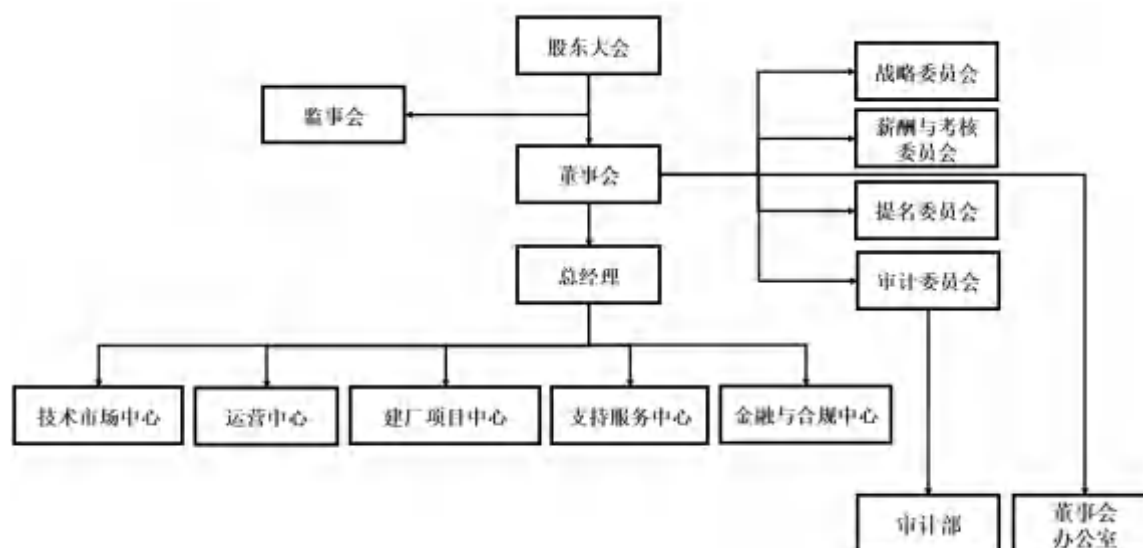 股东大会
战略委员会
监事会
薪酬与考核
委员会
董事会
提名委员会
总经理
审计委员会
技术市场中心
运营中心
建厂项目中心
支持服务中心
金融与合规中心
审计部
董事会
办公室